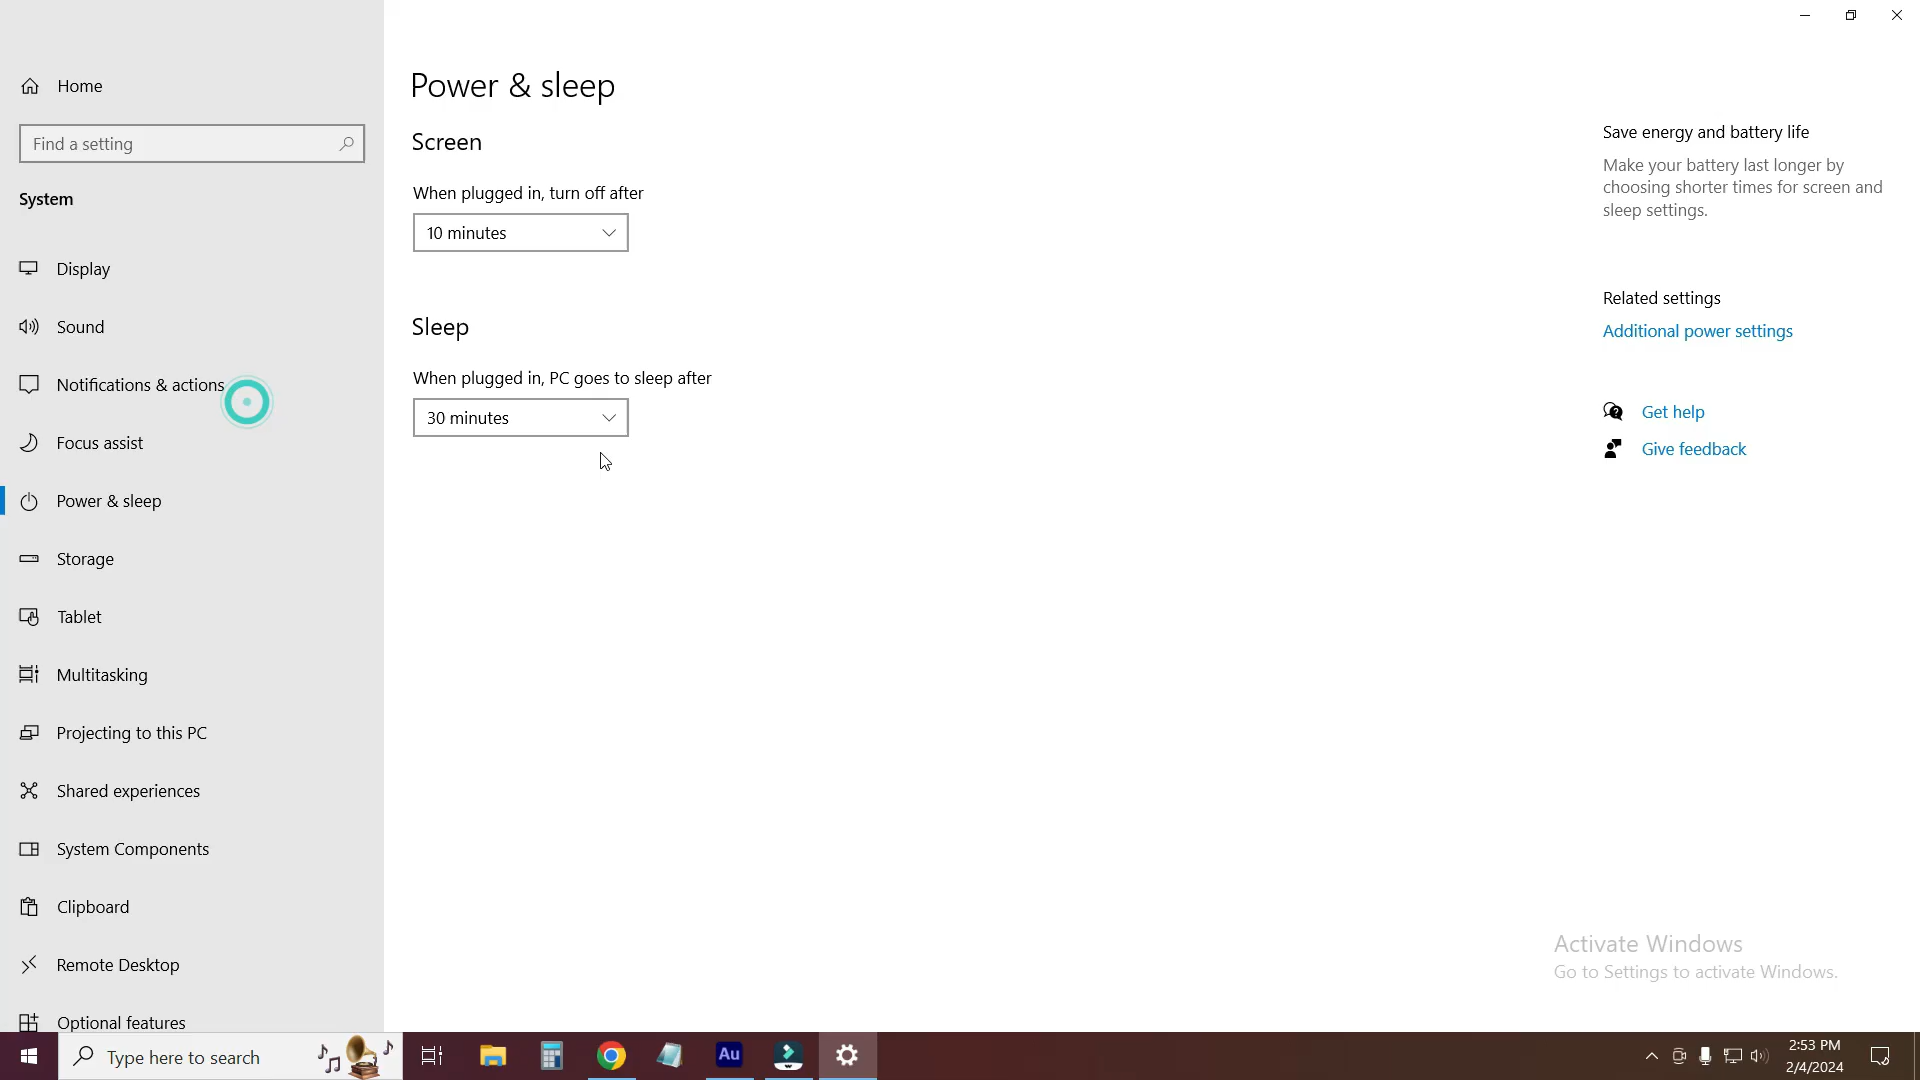 Home
Find a setting
System
Display
Sound
Notifications & actions
Focus assist
Power & sleep
Storage
Tablet
Multitasking
Projecting to this PC
Shared experiences
System Components
Clipboard
Remote Desktop
Optional features
Power & sleep
Screen
When plugged in, turn off after
10 minutes
Sleep
When plugged in, PC goes to sleep after
30 minutes
Save energy and battery life
Make your battery last longer by
choosing shorter times for screen and
sleep settings.
Related settings
Additional power settings
Get help
Give feedback
Activate Windows
Go to Settings to activate Windows.
Type here to search
Au
2:53 PM
2/4/2024